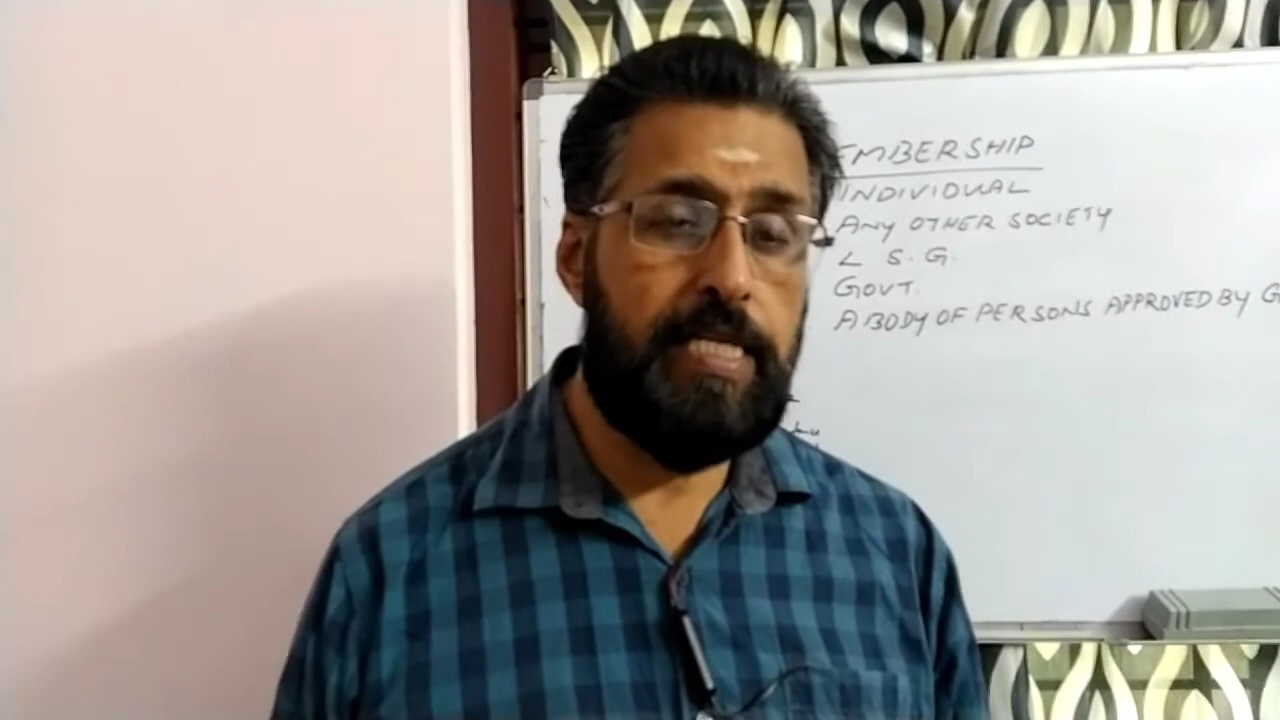 EMBERSHIP
INDIVIDUAL
ANY OTHER SOCIETY
L S.G.
GOVT.
A BODY OF PERSONS APPROVED BY G